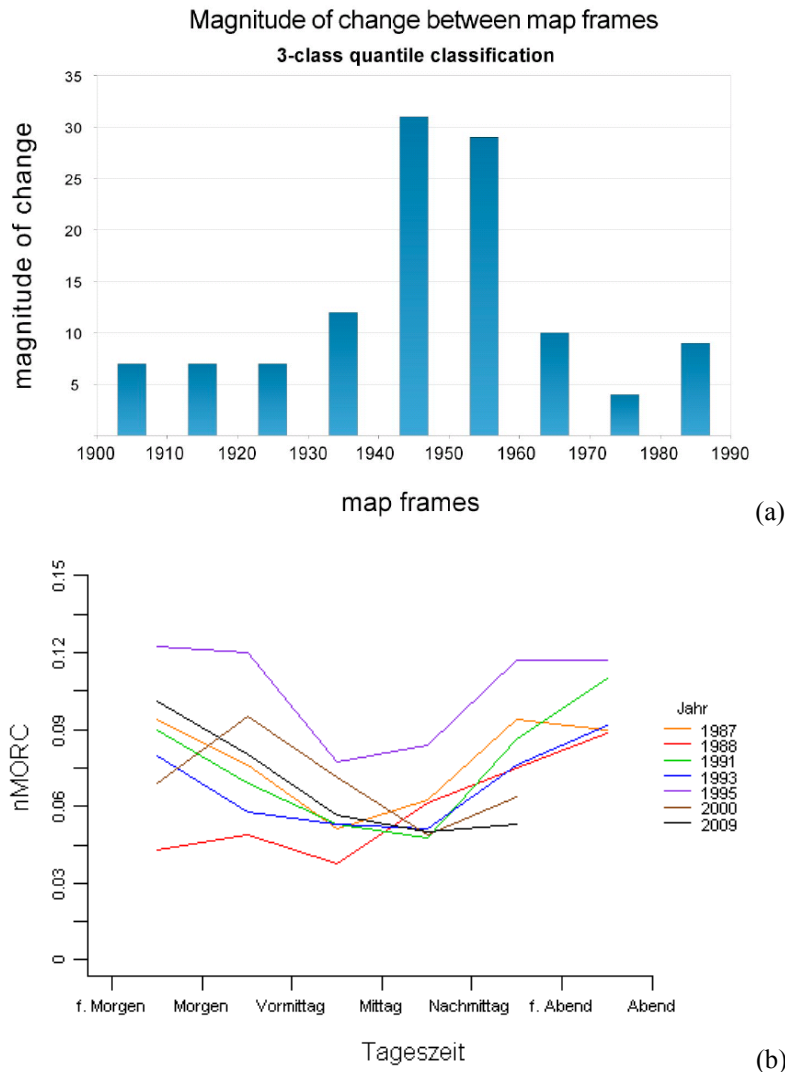 Magnitude of change between map frames
3-class quantile classification
magnitude of change
35
30
25
20
15
10
5
1900 1910 1920 1930 1940 1950 1960 1970 1980 1990
map frames
(a)
nMORC
0.15
0.12
0.09
0.06
0.03
0
Jahr
1987
1988
1991
1993
1995
2000
2009
f. Morgen Morgen Vormittag Mittag Nachmittag f. Abend Abend
Tageszeit
(b)